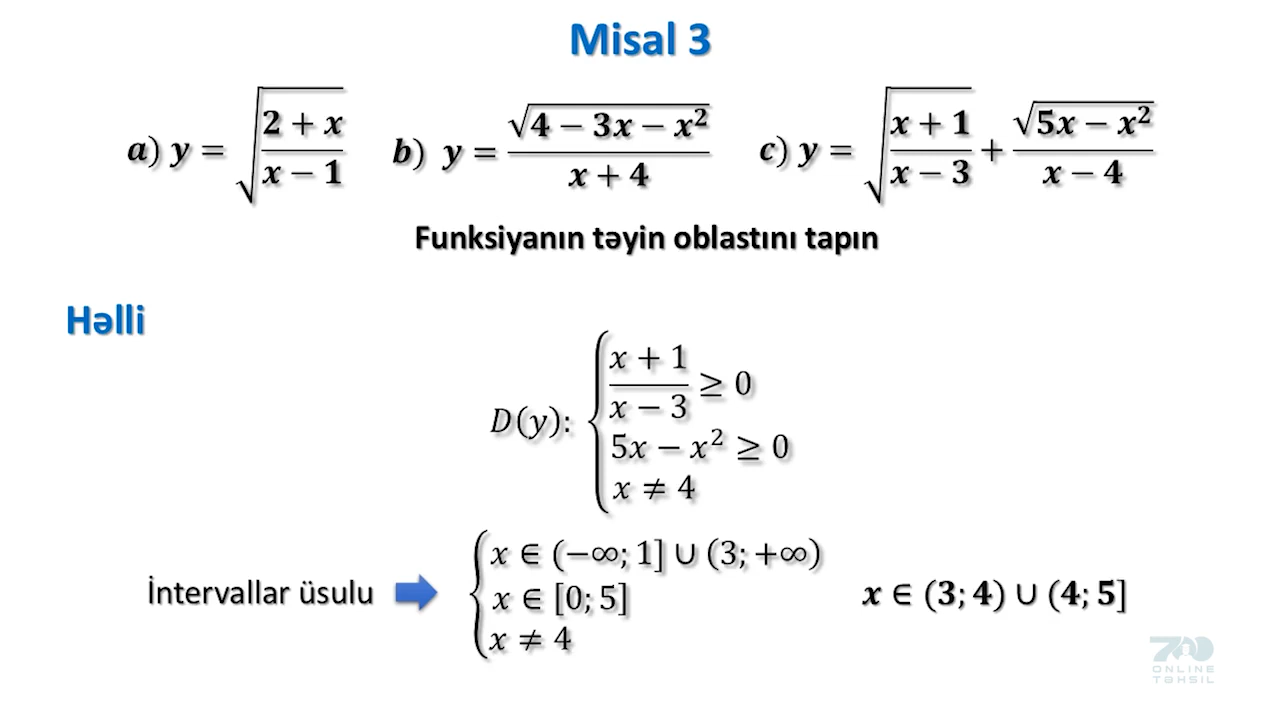 Misal 3
a) y = √((2 + x)/(x − 1)) b) y = √(4 − 3x − x²)/(x + 4) c) y = √((x + 1)/(x − 3)) + √(5x − x²)/(x − 4)
Funksiyanın təyin oblastını tapın
Həlli
D(y): { (x + 1)/(x − 3) ≥ 0
5x − x² ≥ 0
x ≠ 4
İntervallar üsulu
{ x ∈ (−∞; 1] ∪ (3; +∞)
x ∈ [0; 5]
x ≠ 4
x ∈ (3; 4) ∪ (4; 5]
700
ONLINE
TƏHSİL